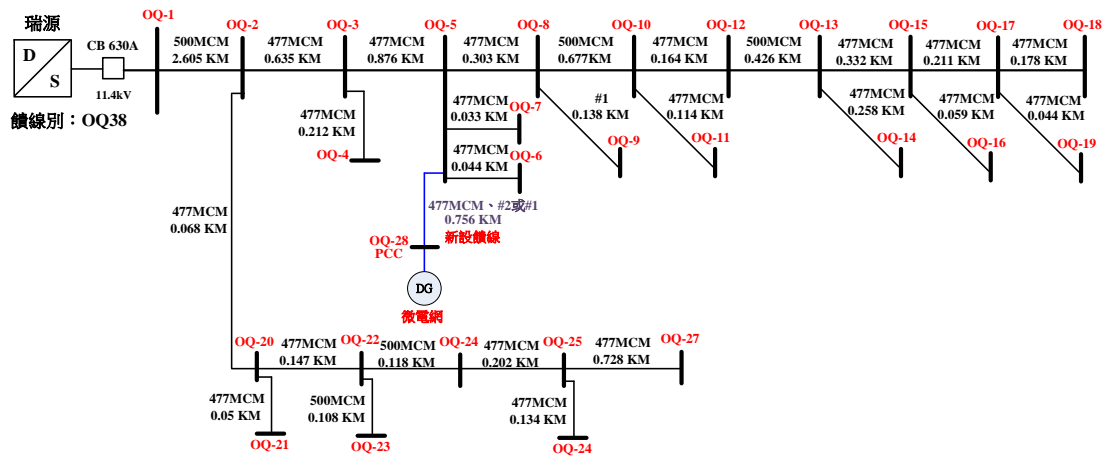 瑞源
D
S
CB 630A
11.4kV
饋線別：OQ38
OQ-1
500MCM
2.605 KM
OQ-2
477MCM
0.635 KM
OQ-3
477MCM
0.876 KM
OQ-5
477MCM
0.303 KM
OQ-8
500MCM
0.677KM
OQ-10
477MCM
0.164 KM
OQ-12
500MCM
0.426 KM
OQ-13
477MCM
0.332 KM
OQ-15
477MCM
0.211 KM
OQ-17
477MCM
0.178 KM
OQ-18
477MCM
0.212 KM
OQ-4
477MCM
0.033 KM
OQ-7
477MCM
0.044 KM
OQ-6
#1
0.138 KM
OQ-9
477MCM
0.114 KM
OQ-11
477MCM
0.258 KM
OQ-14
477MCM
0.059 KM
OQ-16
477MCM
0.044 KM
OQ-19
477MCM、#2或#1
0.756 KM
新設饋線
OQ-28
PCC
DG
微電網
477MCM
0.068 KM
OQ-20
477MCM
0.147 KM
OQ-22
500MCM
0.118 KM
OQ-24
477MCM
0.202 KM
OQ-25
477MCM
0.728 KM
OQ-27
477MCM
0.05 KM
OQ-21
500MCM
0.108 KM
OQ-23
477MCM
0.134 KM
OQ-24